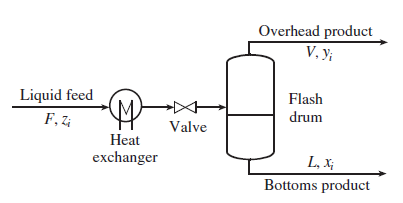 Overhead product
V, yᵢ
Liquid feed
F, zᵢ
Heat
exchanger
Valve
Flash
drum
L, xᵢ
Bottoms product